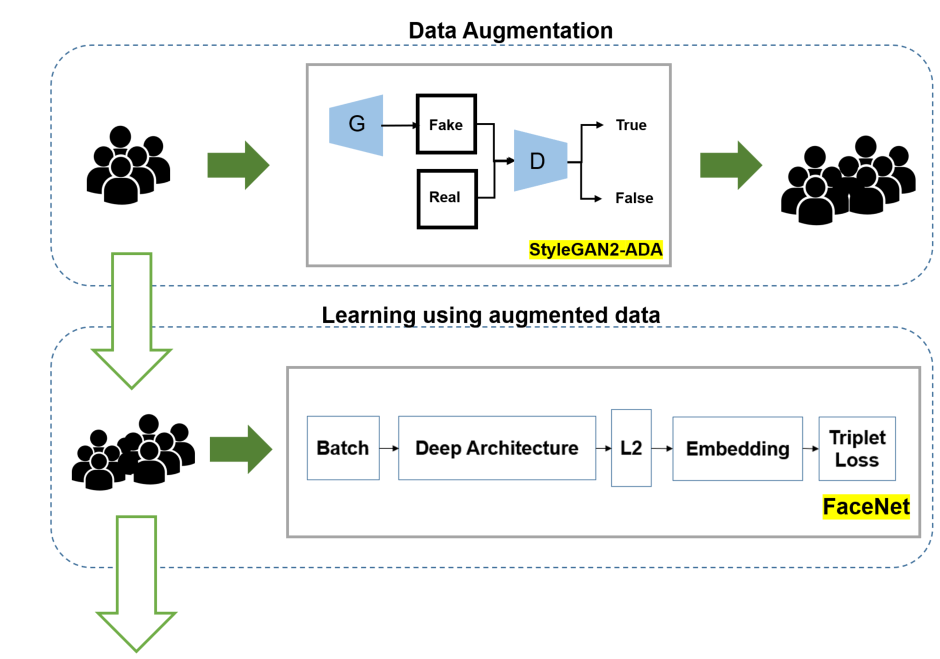 Data Augmentation
G
Fake
Real
D
True
False
StyleGAN2-ADA
Learning using augmented data
Batch
Deep Architecture
L2
Embedding
Triplet
Loss
FaceNet